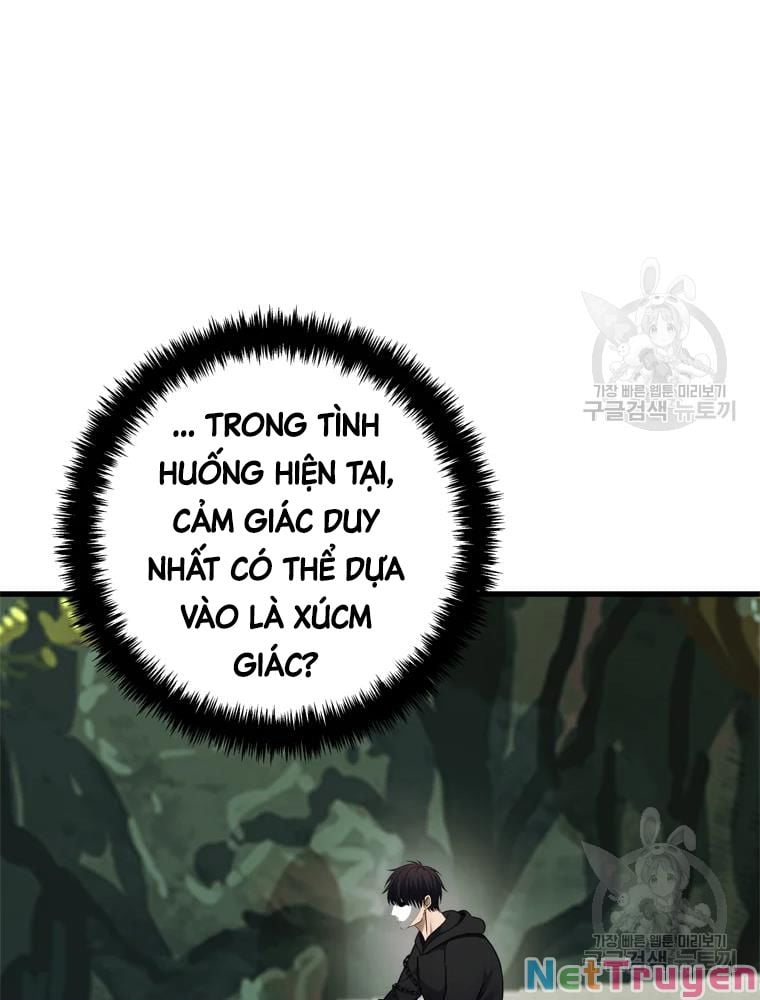 가장 빠른 웹툰 미리보기
구글검색 뉴토끼
... TRONG TÌNH
HUỐNG HIỆN TẠI,
CẢM GIÁC DUY
NHẤT CÓ THỂ DỰA
VÀO LÀ XÚCM
GIÁC?
가장 빠른 웹툰 미리보기
구글검색 뉴토끼
NetTruyen